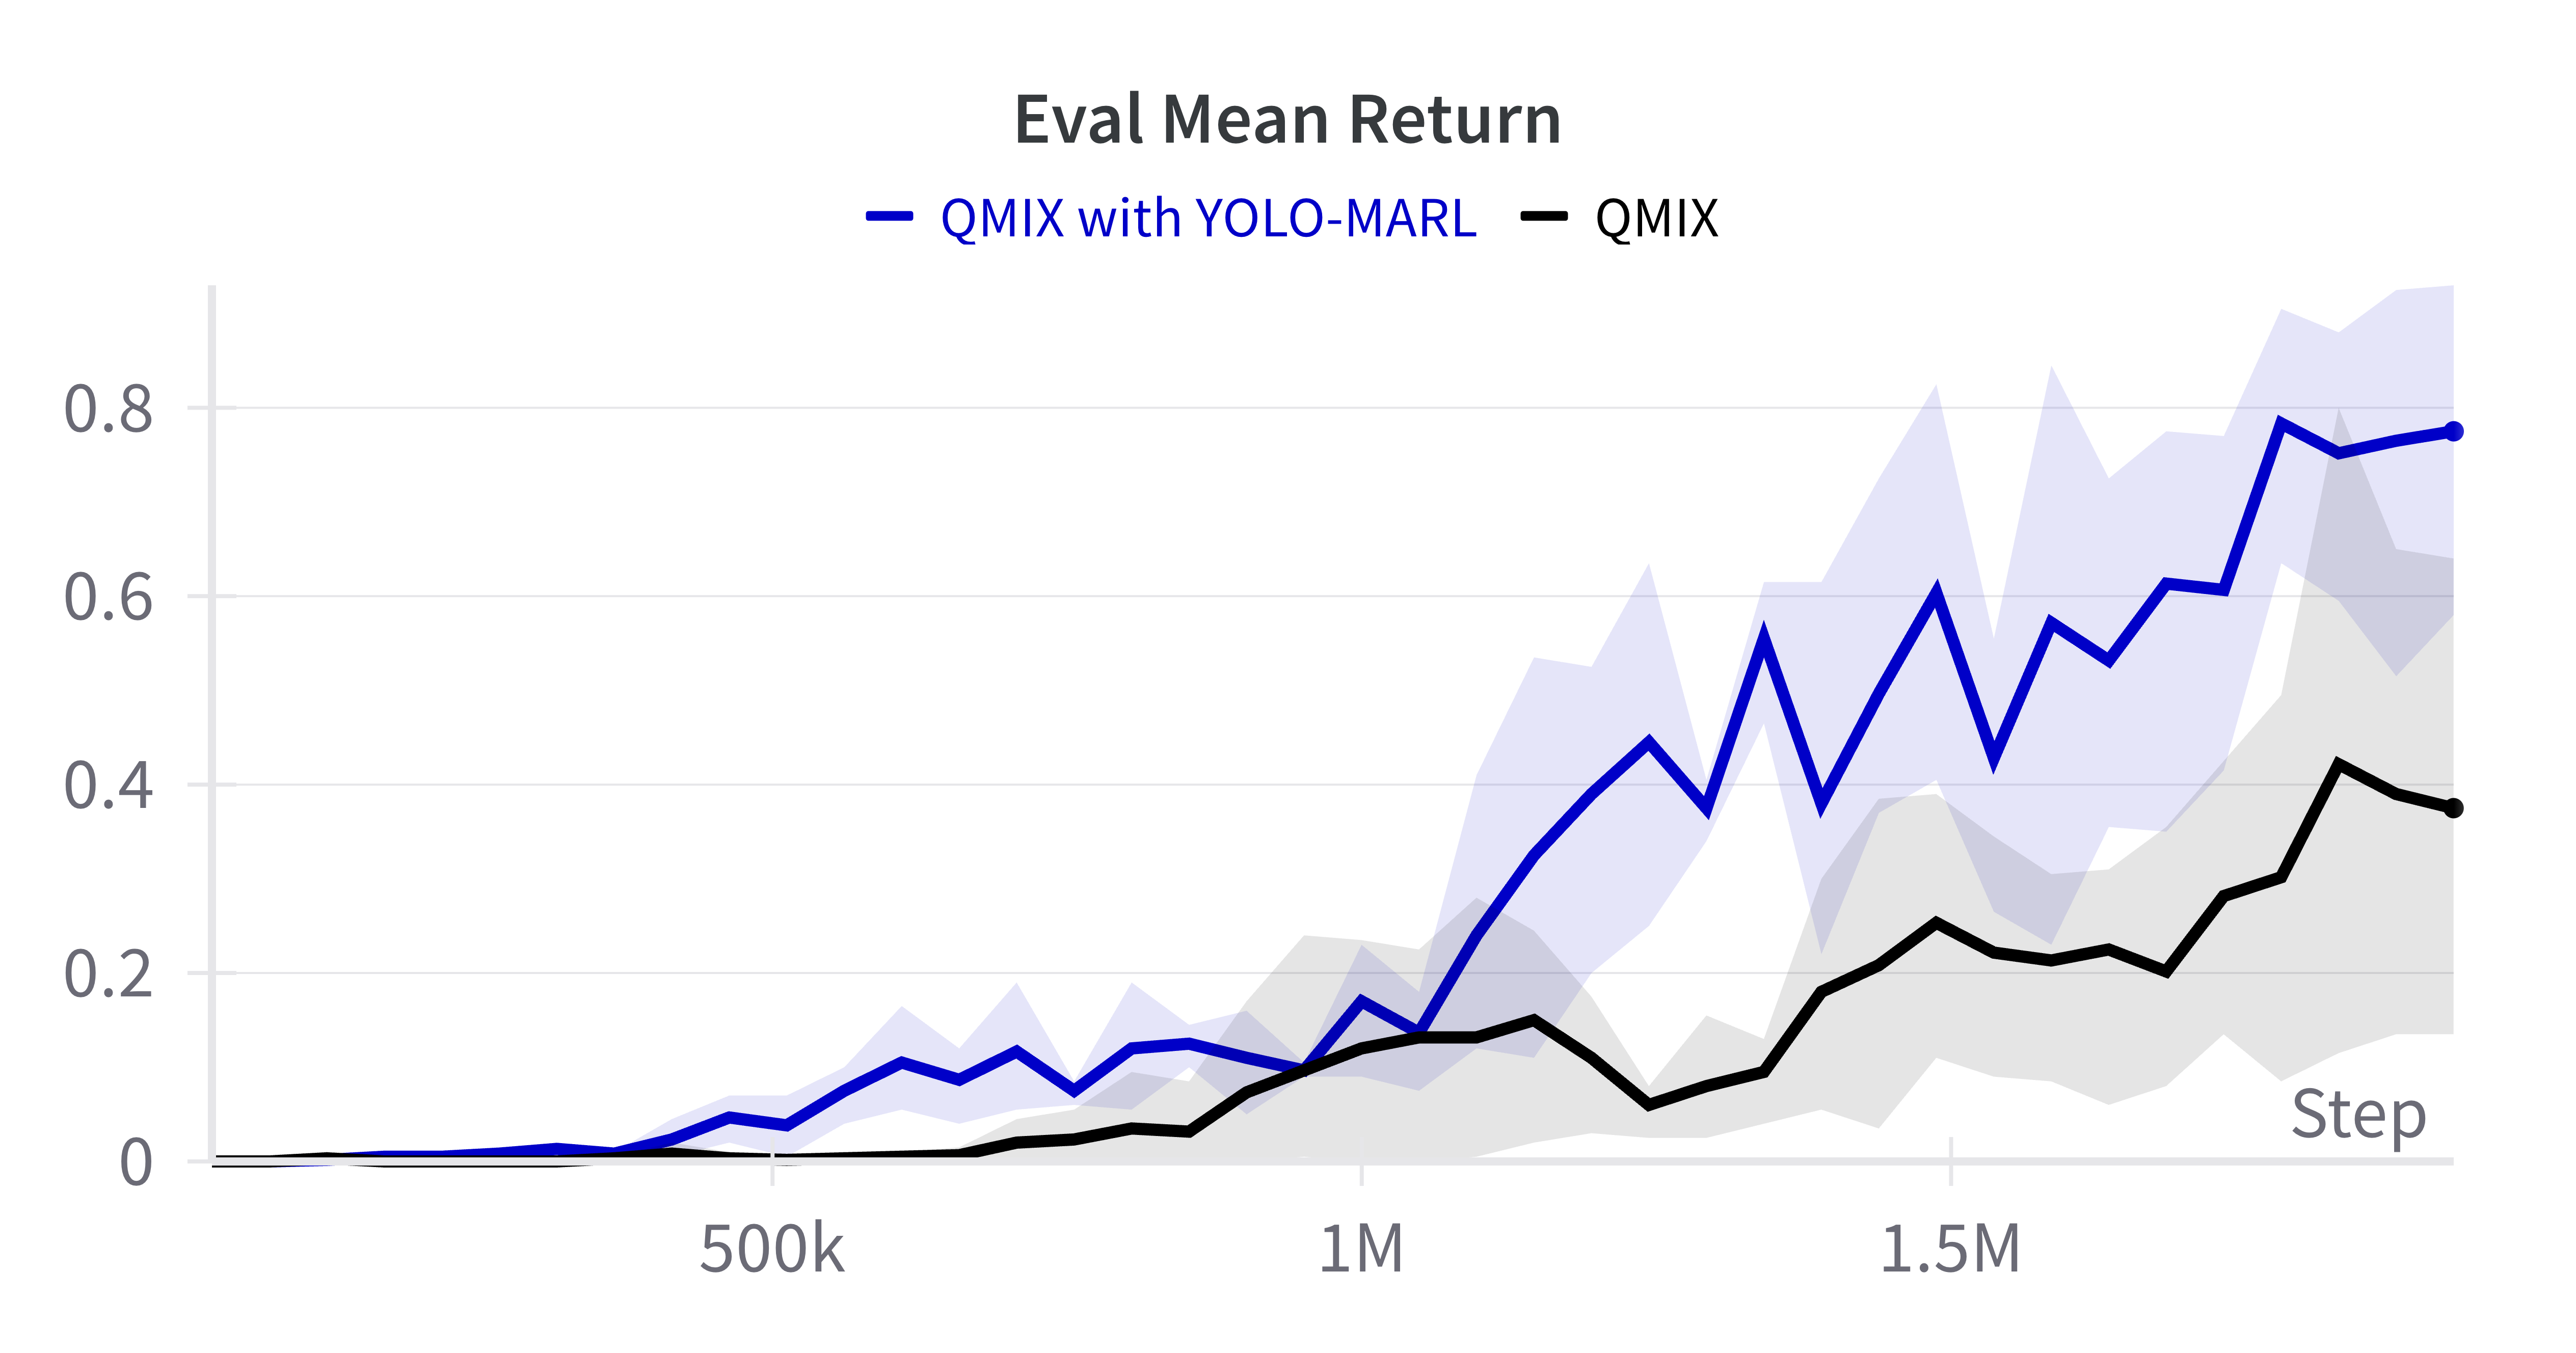 Eval Mean Return
QMIX with YOLO-MARL QMIX
0.8
0.6
0.4
0.2
0
Step
500k 1M 1.5M